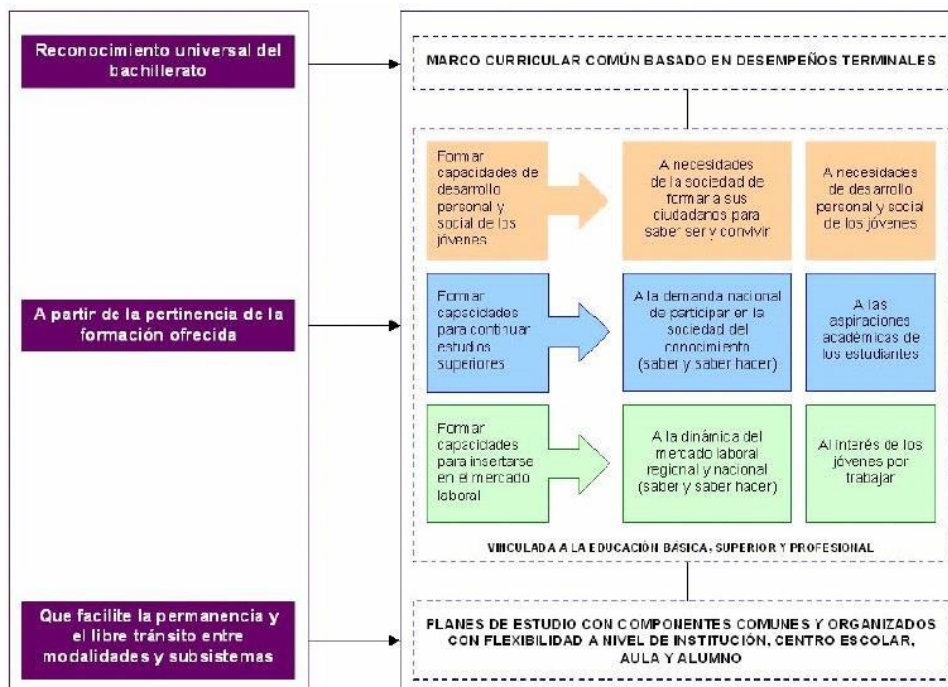 Reconocimiento universal del
bachillerato
MARCO CURRICULAR COMÚN BASADO EN DESEMPEÑOS TERMINALES
Formar
capacidades de
desarrollo
personal y
social de los
jóvenes
A necesidades
de la sociedad de
formar a sus
ciudadanos para
saber ser y convivir
A necesidades
de desarrollo
personal y social
de los jóvenes
A partir de la pertinencia de la
formación ofrecida
Formar
capacidades
para continuar
estudios
superiores
A la demanda nacional
de participar en la
sociedad del
conocimiento
(saber y saber hacer)
A las
aspiraciones
académicas de
los estudiantes
Formar
capacidades
para insertarse
en el mercado
laboral
A la dinámica del
mercado laboral
regional y nacional
(saber y saber hacer)
Al interés de los
jóvenes por
trabajar
VINCULADA A LA EDUCACIÓN BÁSICA, SUPERIOR Y PROFESIONAL
Que facilite la permanencia y
el libre tránsito entre
modalidades y subsistemas
PLANES DE ESTUDIO CON COMPONENTES COMUNES Y ORGANIZADOS
CON FLEXIBILIDAD A NIVEL DE INSTITUCIÓN, CENTRO ESCOLAR,
AULA Y ALUMNO